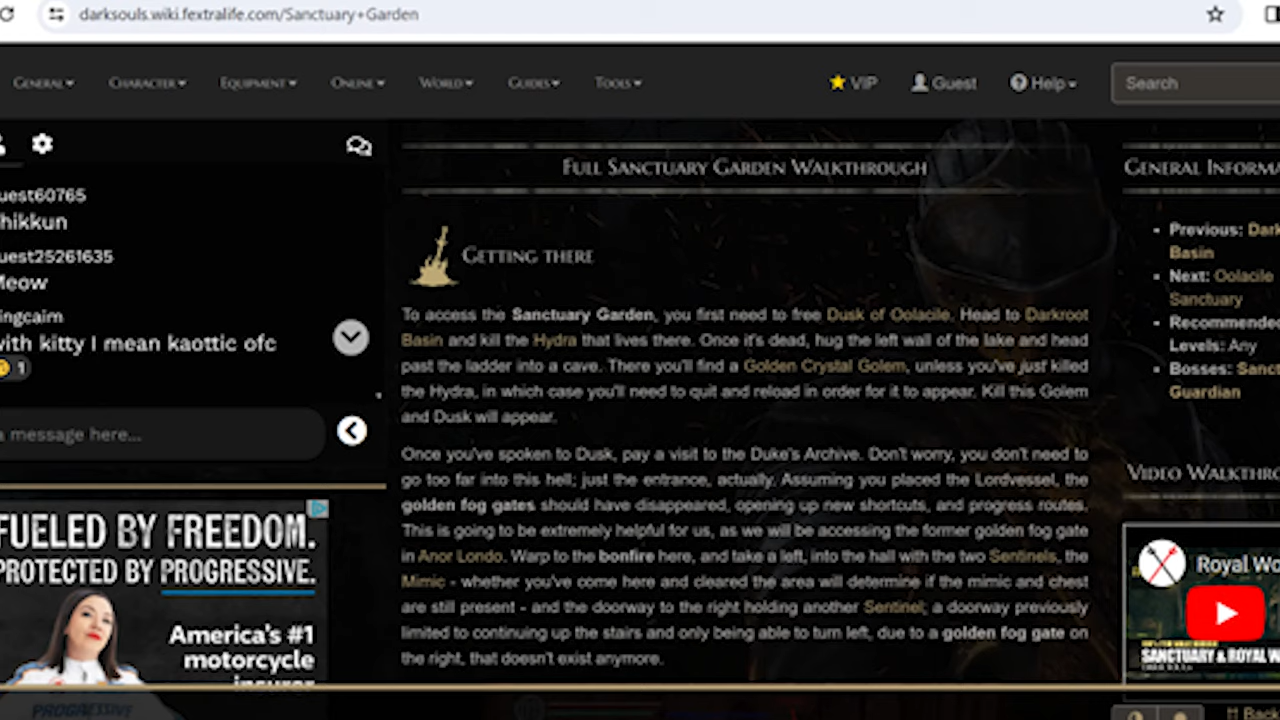 darksouls.wiki.fextralife.com/Sanctuary+Garden
General Character Equipment Online World Guides Tools VIP Guest Help Search
uest60765
hikkun
uest25261635
Meow
ingcaim
with kitty I mean kaottic ofc
1
a message here...
FUELED BY FREEDOM.
PROTECTED BY PROGRESSIVE.
America's #1
motorcycle
insurer
PROGRESSIVE
Full Sanctuary Garden Walkthrough
Getting there
To access the Sanctuary Garden, you first need to free Dusk of Oolacile. Head to Darkroot
Basin and kill the Hydra that lives there. Once it's dead, hug the left wall of the lake and head
past the ladder into a cave. There you'll find a Golden Crystal Golem, unless you've just killed
the Hydra, in which case you'll need to quit and reload in order for it to appear. Kill this Golem
and Dusk will appear.
Once you've spoken to Dusk, pay a visit to the Duke's Archive. Don't worry, you don't need to
go too far into this hell; just the entrance, actually. Assuming you placed the Lordvessel, the
golden fog gates should have disappeared, opening up new shortcuts, and progress routes.
This is going to be extremely helpful for us, as we will be accessing the former golden fog gate
in Anor Londo. Warp to the bonfire here, and take a left, into the hall with the two Sentinels, the
Mimic - whether you've come here and cleared the area will determine if the mimic and chest
are still present - and the doorway to the right holding another Sentinel; a doorway previously
limited to continuing up the stairs and only being able to turn left, due to a golden fog gate on
the right, that doesn't exist anymore.
General Informa
Previous: Dark
Basin
Next: Oolacile
Sanctuary
Recommende
Levels: Any
Bosses: Sanct
Guardian
Video Walkthro
Royal Wo
SANCTUARY & ROYAL W
Back